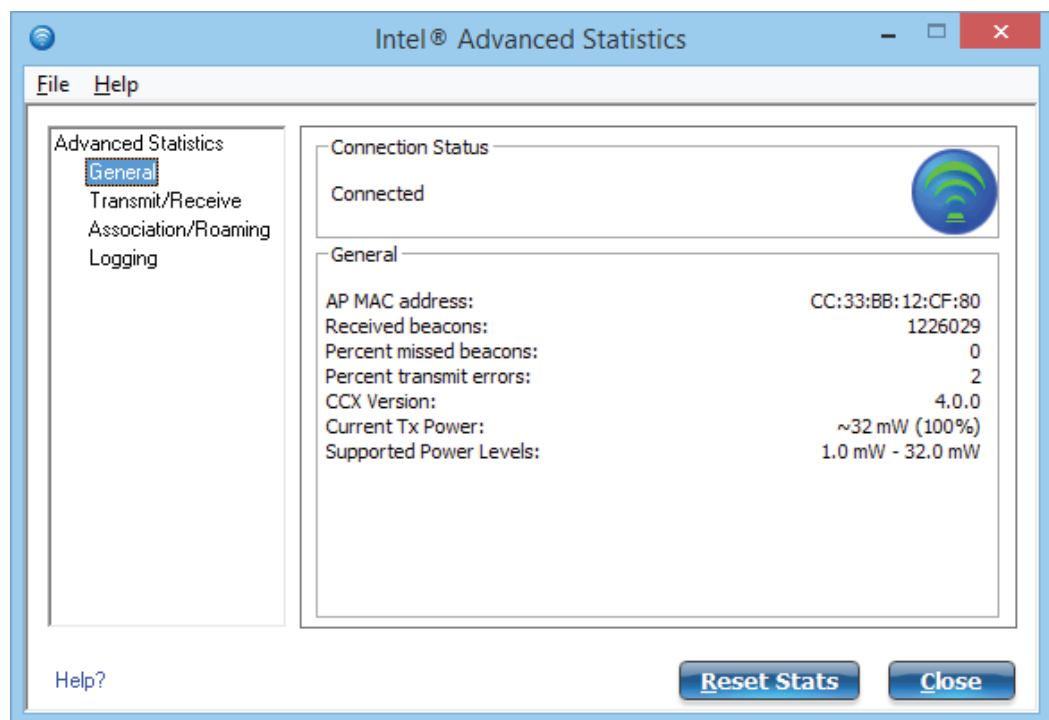 Intel® Advanced Statistics
File Help
Advanced Statistics
General
Transmit/Receive
Association/Roaming
Logging
Connection Status
Connected
General
AP MAC address: CC:33:BB:12:CF:80
Received beacons: 1226029
Percent missed beacons: 0
Percent transmit errors: 2
CCX Version: 4.0.0
Current Tx Power: ~32 mW (100%)
Supported Power Levels: 1.0 mW - 32.0 mW
Help? Reset Stats Close